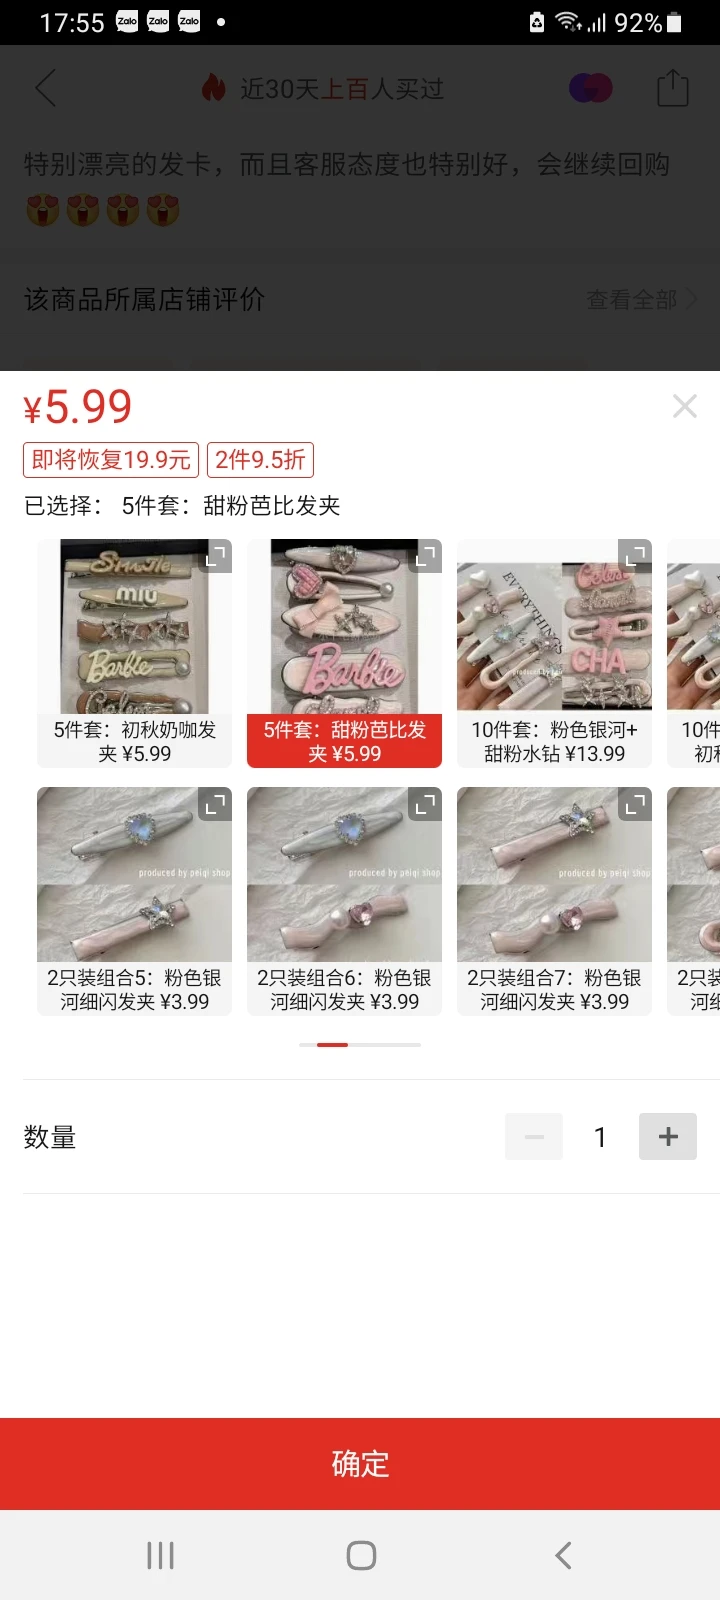 17:55 Zalo Zalo Zalo 92%
近30天上百人买过
特别漂亮的发卡，而且客服态度也特别好，会继续回购
该商品所属店铺评价 查看全部
¥5.99
即将恢复19.9元 2件9.5折
已选择： 5件套：甜粉芭比发夹
miu
Barbie
5件套：初秋奶咖发
夹 ¥5.99
Barbie
5件套：甜粉芭比发
夹 ¥5.99
EVERYTHING
CHA
10件套：粉色银河+
甜粉水钻 ¥13.99
10件
初秋
produced by peiqi shop
2只装组合5：粉色银
河细闪发夹 ¥3.99
produced by peiqi shop
2只装组合6：粉色银
河细闪发夹 ¥3.99
produced by peiqi shop
2只装组合7：粉色银
河细闪发夹 ¥3.99
2只装
河细
数量 1
确定